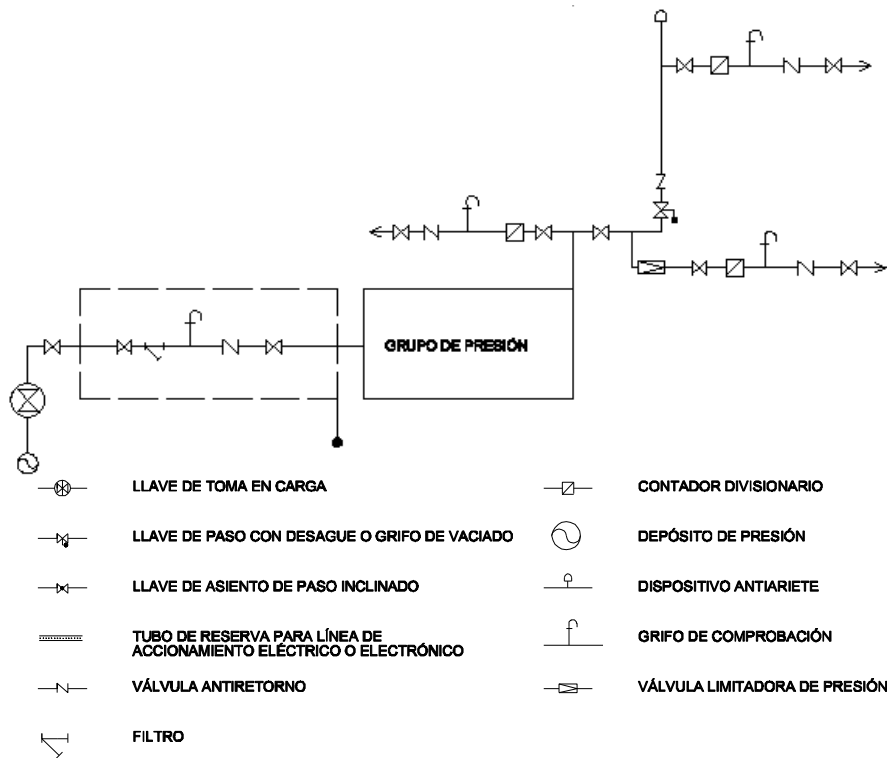 GRUPO DE PRESIÓN
LLAVE DE TOMA EN CARGA
CONTADOR DIVISIONARIO
LLAVE DE PASO CON DESAGUE O GRIFO DE VACIADO
DEPÓSITO DE PRESIÓN
LLAVE DE ASIENTO DE PASO INCLINADO
DISPOSITIVO ANTIARIETE
TUBO DE RESERVA PARA LÍNEA DE
ACCIONAMIENTO ELÉCTRICO O ELECTRÓNICO
GRIFO DE COMPROBACIÓN
VÁLVULA ANTIRETORNO
VÁLVULA LIMITADORA DE PRESIÓN
FILTRO